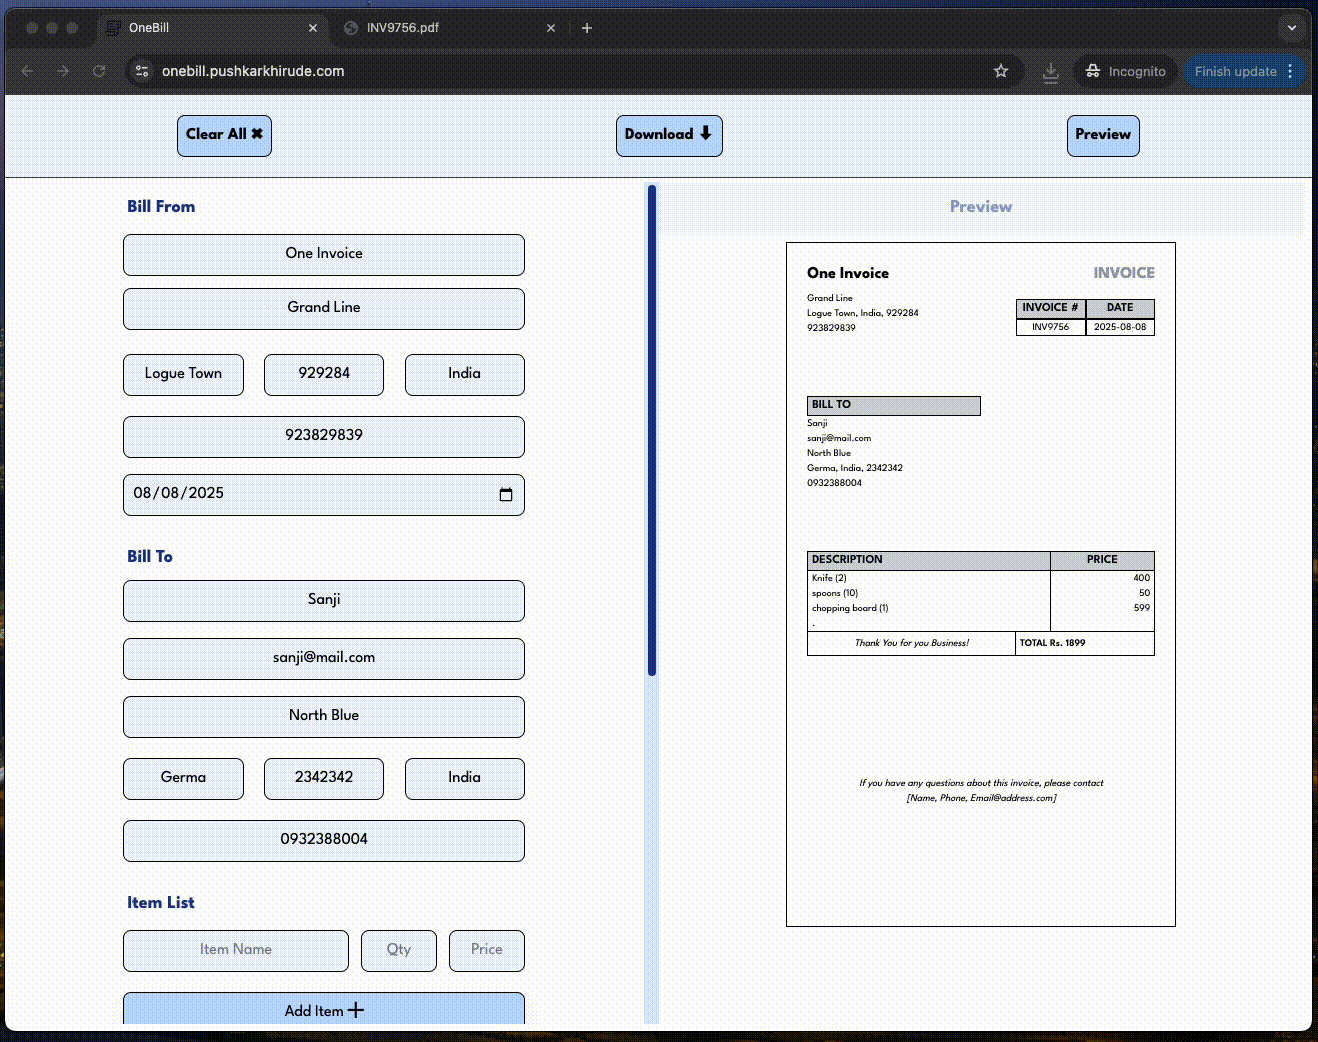 OneBill
INV9756.pdf
onebill.pushkarkhirude.com
Incognito
Finish update
Clear All ✖
Download ⬇
Preview
Bill From
One Invoice
Grand Line
Logue Town
929284
India
923829839
08/08/2025
Bill To
Sanji
sanji@mail.com
North Blue
Germa
2342342
India
0932388004
Item List
Item Name
Qty
Price
Add Item +
Preview
One Invoice
INVOICE
Grand Line
Logue Town, India, 929284
923829839
INVOICE # DATE
INV9756 2025-08-08
BILL TO
Sanji
sanji@mail.com
North Blue
Germa, India, 2342342
0932388004
DESCRIPTION PRICE
Knife (2) 400
spoons (10) 50
chopping board (1) 599
.
Thank You for you Business! TOTAL Rs. 1899
If you have any questions about this invoice, please contact
[Name, Phone, Email@address.com]